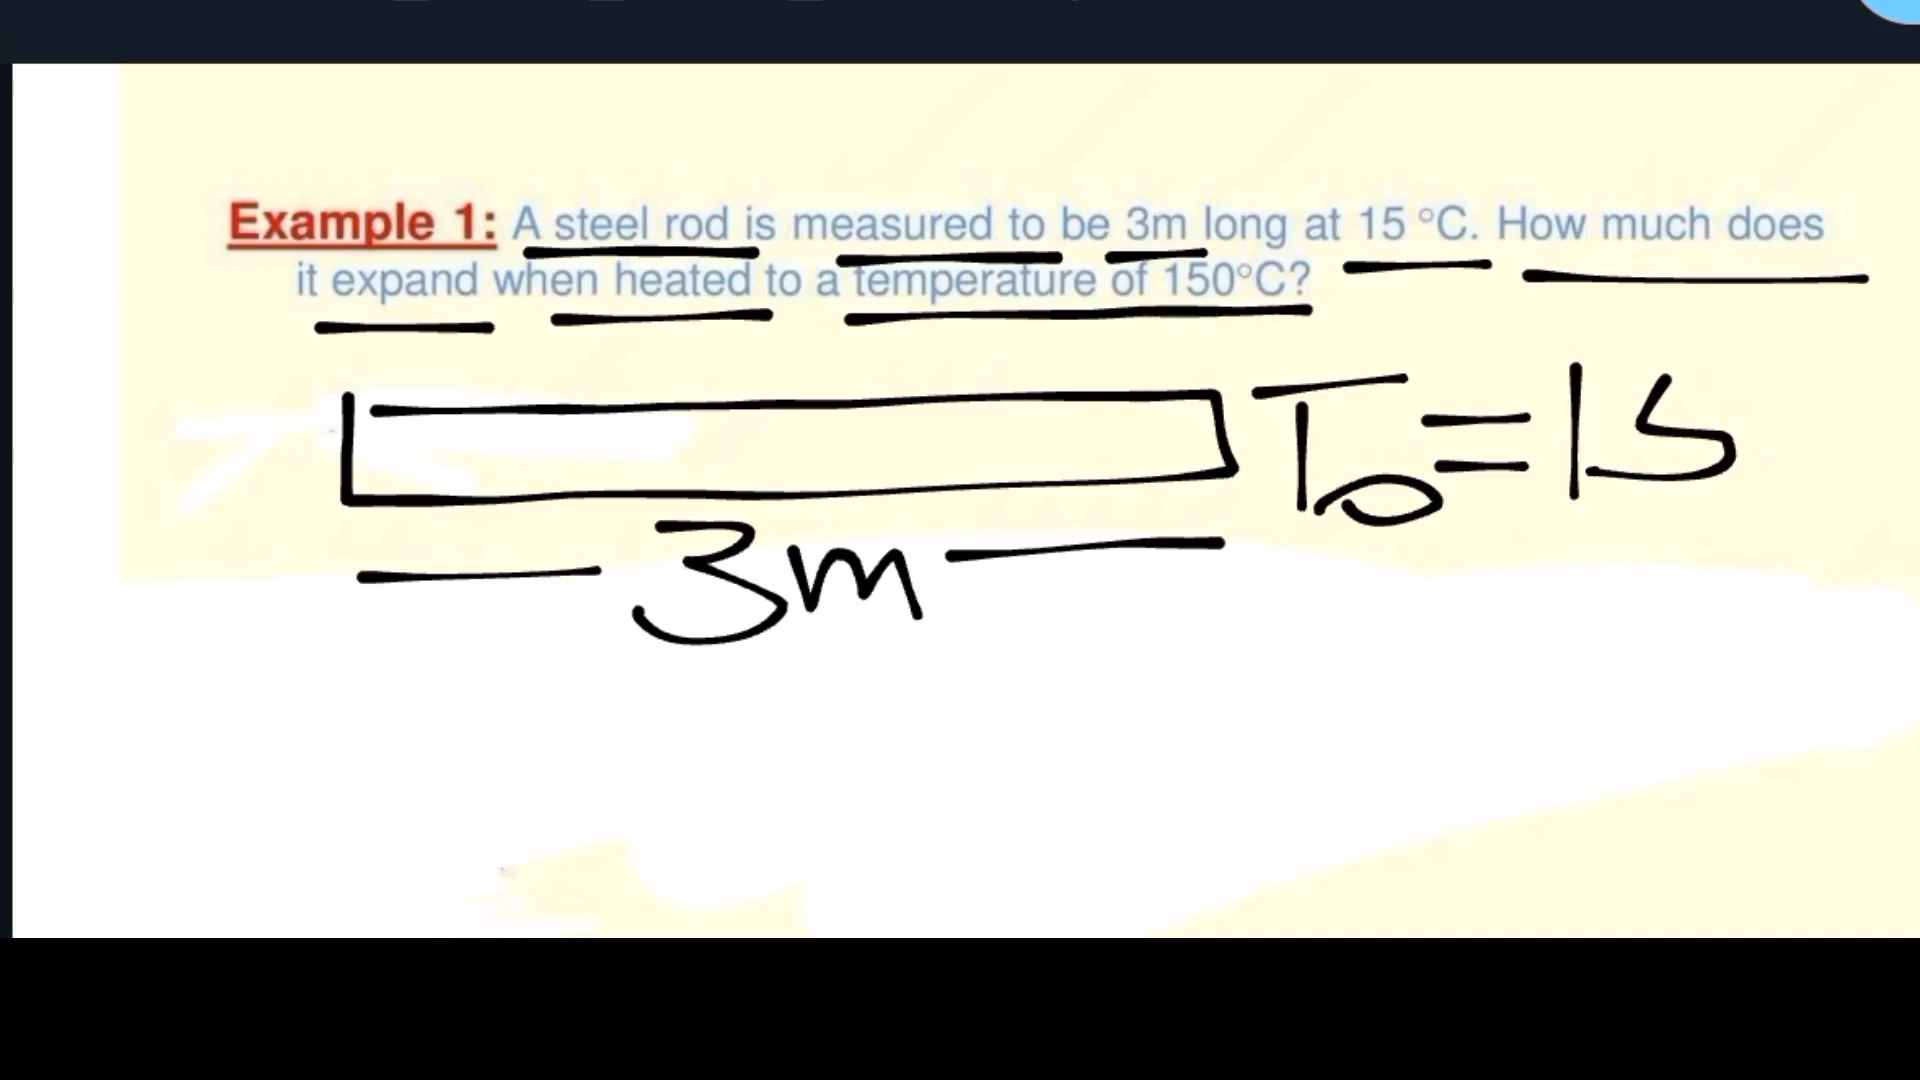 Example 1: A steel rod is measured to be 3m long at 15 °C. How much does
it expand when heated to a temperature of 150°C?
To=15
3m